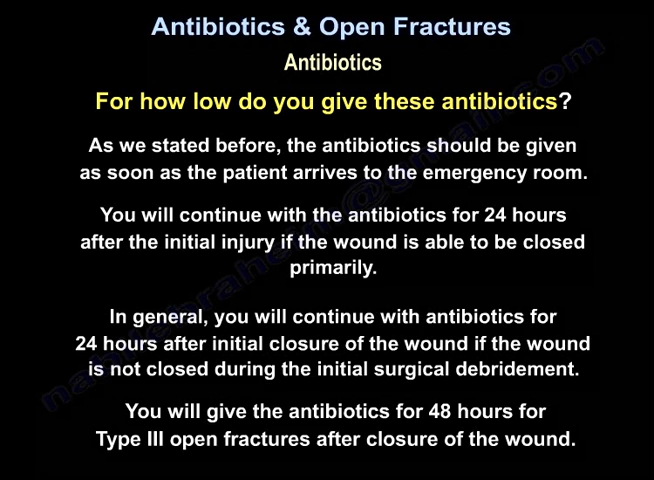 Antibiotics & Open Fractures
Antibiotics
For how low do you give these antibiotics?
As we stated before, the antibiotics should be given
as soon as the patient arrives to the emergency room.
You will continue with the antibiotics for 24 hours
after the initial injury if the wound is able to be closed
primarily.
In general, you will continue with antibiotics for
24 hours after initial closure of the wound if the wound
is not closed during the initial surgical debridement.
You will give the antibiotics for 48 hours for
Type III open fractures after closure of the wound.